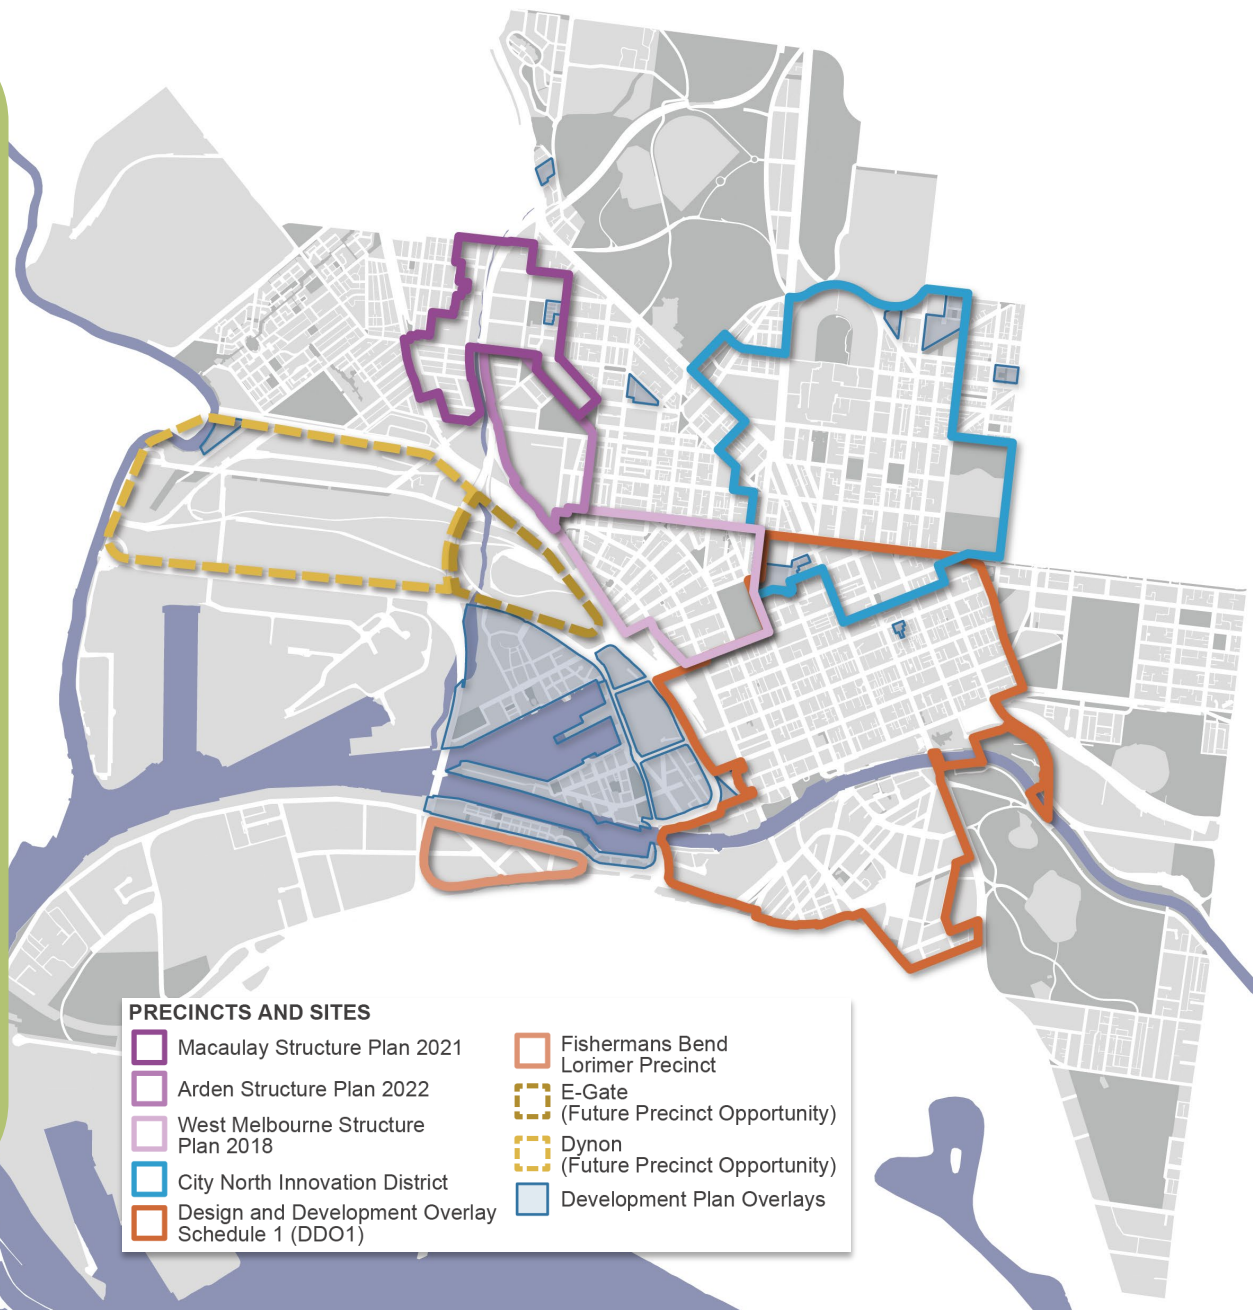 PRECINCTS AND SITES
Macaulay Structure Plan 2021
Arden Structure Plan 2022
West Melbourne Structure
Plan 2018
City North Innovation District
Design and Development Overlay
Schedule 1 (DDO1)
Fishermans Bend
Lorimer Precinct
E-Gate
(Future Precinct Opportunity)
Dynon
(Future Precinct Opportunity)
Development Plan Overlays